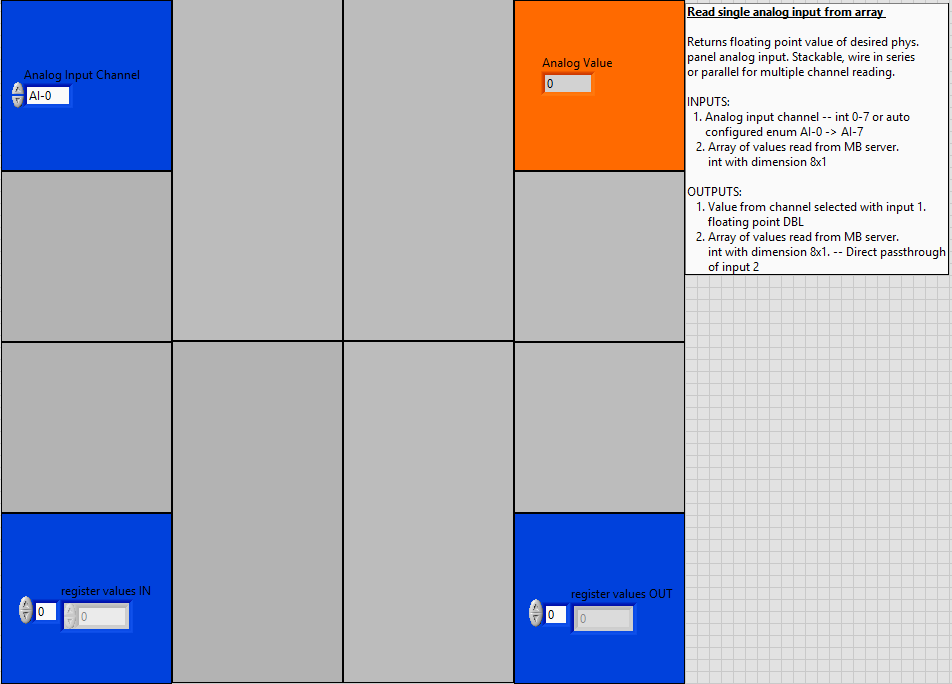 Analog Input Channel
AI-0
Analog Value
0
Read single analog input from array
Returns floating point value of desired phys.
panel analog input. Stackable, wire in series
or parallel for multiple channel reading.
INPUTS:
1. Analog input channel -- int 0-7 or auto
configured enum AI-0 -> AI-7
2. Array of values read from MB server.
int with dimension 8x1
OUTPUTS:
1. Value from channel selected with input 1.
floating point DBL
2. Array of values read from MB server.
int with dimension 8x1. -- Direct passthrough
of input 2
register values IN
0
0
register values OUT
0
0